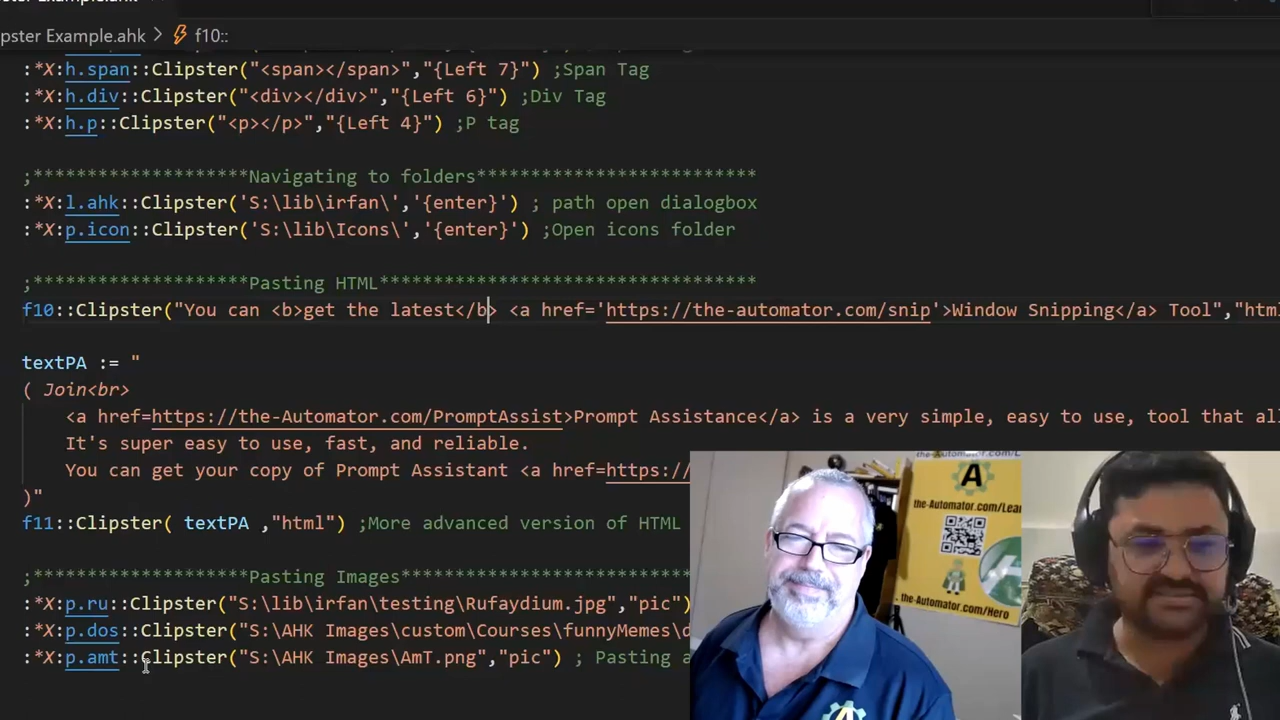 pster Example.ahk > f10::
:*X:h.span::Clipster("<span></span>","{Left 7}") ;Span Tag
:*X:h.div::Clipster("<div></div>","{Left 6}") ;Div Tag
:*X:h.p::Clipster("<p></p>","{Left 4}") ;P tag
;*********************Navigating to folders**************************
:*X:l.ahk::Clipster('S:\lib\irfan\','{enter}') ; path open dialogbox
:*X:p.icon::Clipster('S:\lib\Icons\','{enter}') ;Open icons folder
;*********************Pasting HTML***********************************
f10::Clipster("You can <b>get the latest</b> <a href='https://the-automator.com/snip'>Window Snipping</a> Tool","html
textPA := "
( Join<br>
<a href=https://the-Automator.com/PromptAssist>Prompt Assistance</a> is a very simple, easy to use, tool that al
It's super easy to use, fast, and reliable.
You can get your copy of Prompt Assistant <a href=https://
)"
f11::Clipster( textPA ,"html") ;More advanced version of HTML
;*********************Pasting Images***************************
:*X:p.ru::Clipster("S:\lib\irfan\testing\Rufaydium.jpg","pic")
:*X:p.dos::Clipster("S:\AHK Images\custom\Courses\funnyMemes\d
:*X:p.amt::Clipster("S:\AHK Images\AmT.png","pic") ; Pasting a
the-Automator.com/L
A
the-Automator.com/Lear
the-Automator.com/Hero